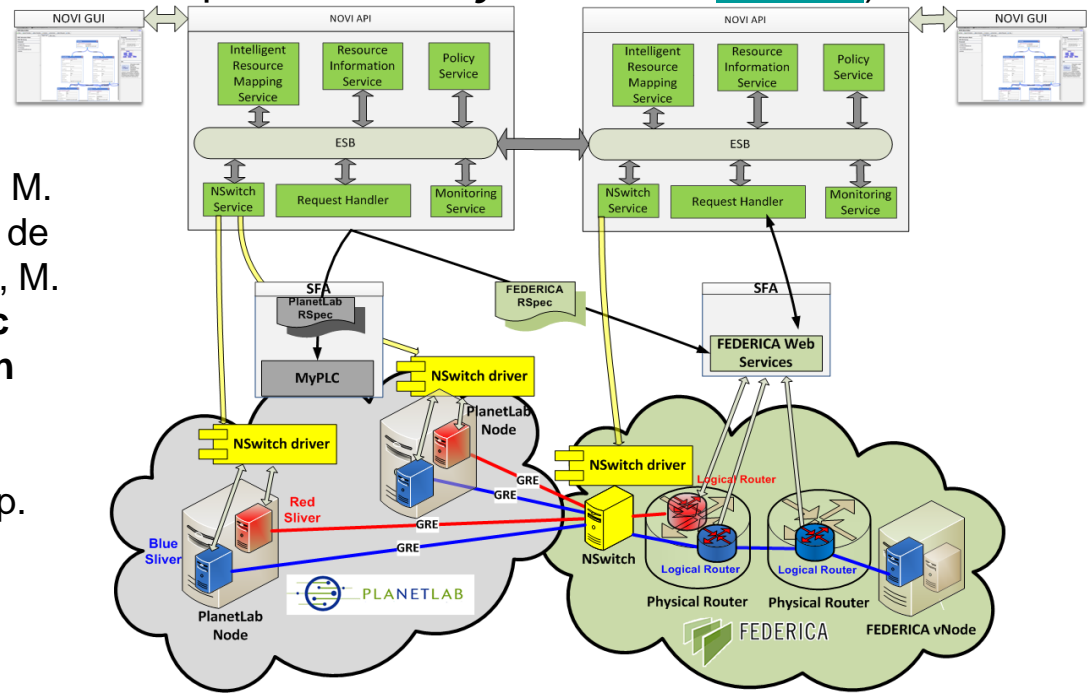 NOVI GUI
NOVI API
NOVI API
NOVI GUI
Intelligent
Resource
Mapping
Service
Resource
Information
Service
Policy
Service
Intelligent
Resource
Mapping
Service
Resource
Information
Service
Policy
Service
ESB
ESB
NSwitch
Service
Request Handler
Monitoring
Service
NSwitch
Service
Request Handler
Monitoring
Service
M.
de
, M.
c
n
p.
SFA
PlanetLab
RSpec
MyPLC
FEDERICA
RSpec
SFA
FEDERICA Web
Services
NSwitch driver
PlanetLab
Node
NSwitch driver
NSwitch driver
GRE
GRE
GRE
GRE
Red
Sliver
Blue
Sliver
PlanetLab
Node
PLANETLAB
NSwitch
Logical Router
Logical Router
Logical Router
Physical Router
Physical Router
FEDERICA vNode
FEDERICA